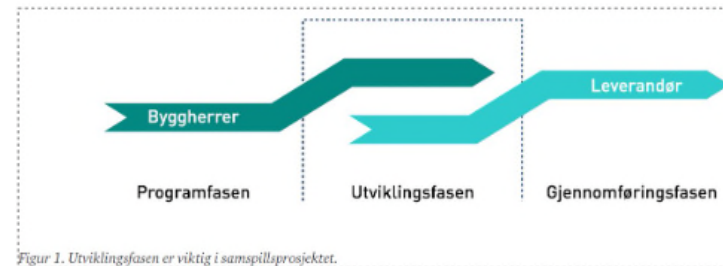 Byggherrer
Leverandør
Programfasen
Utviklingsfasen
Gjennomføringsfasen
Figur 1. Utviklingsfasen er viktig i samspillsprosjektet.